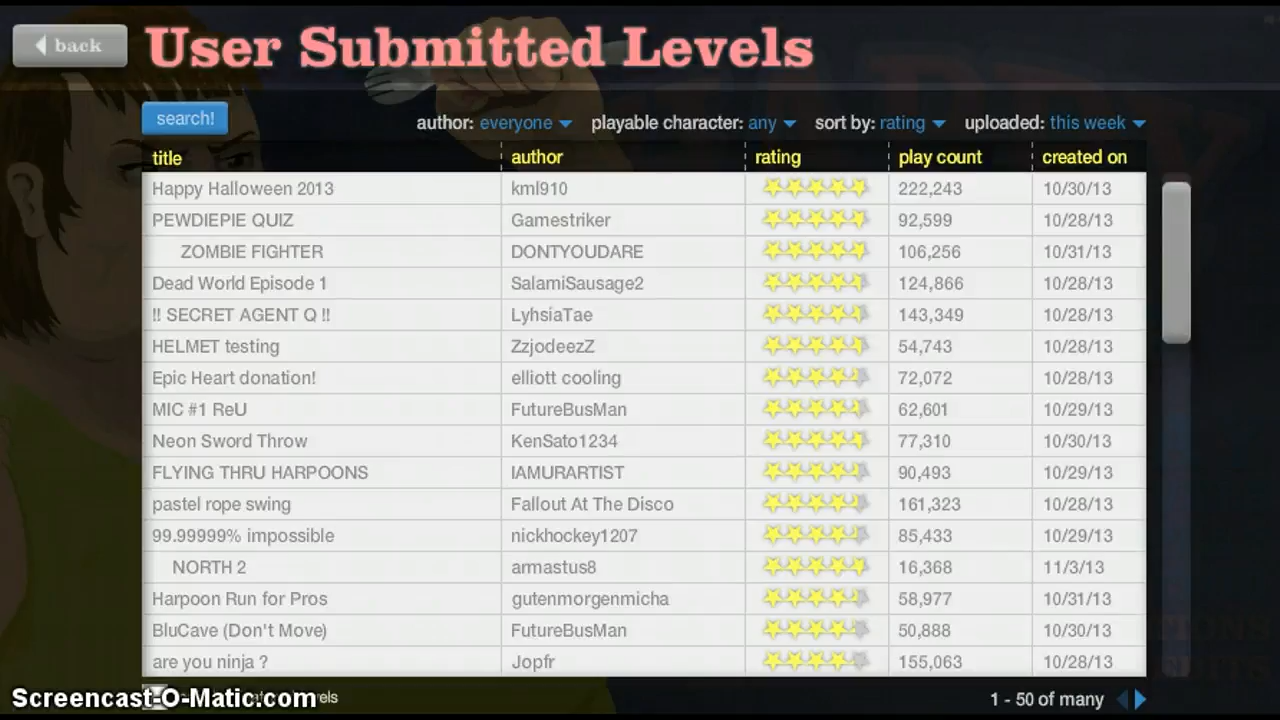 back
User Submitted Levels
search!
author: everyone playable character: any sort by: rating uploaded: this week
title author rating play count created on
Happy Halloween 2013 kml910 222,243 10/30/13
PEWDIEPIE QUIZ Gamestriker 92,599 10/28/13
ZOMBIE FIGHTER DONTYOUDARE 106,256 10/31/13
Dead World Episode 1 SalamiSausage2 124,866 10/28/13
!! SECRET AGENT Q !! LyhsiaTae 143,349 10/28/13
HELMET testing ZzjodeezZ 54,743 10/28/13
Epic Heart donation! elliott cooling 72,072 10/28/13
MIC #1 ReU FutureBusMan 62,601 10/29/13
Neon Sword Throw KenSato1234 77,310 10/30/13
FLYING THRU HARPOONS IAMURARTIST 90,493 10/29/13
pastel rope swing Fallout At The Disco 161,323 10/28/13
99.99999% impossible nickhockey1207 85,433 10/29/13
NORTH 2 armastus8 16,368 11/3/13
Harpoon Run for Pros gutenmorgenmicha 58,977 10/31/13
BluCave (Don't Move) FutureBusMan 50,888 10/30/13
are you ninja ? Jopfr 155,063 10/28/13
Screencast-O-Matic.com 1 - 50 of many